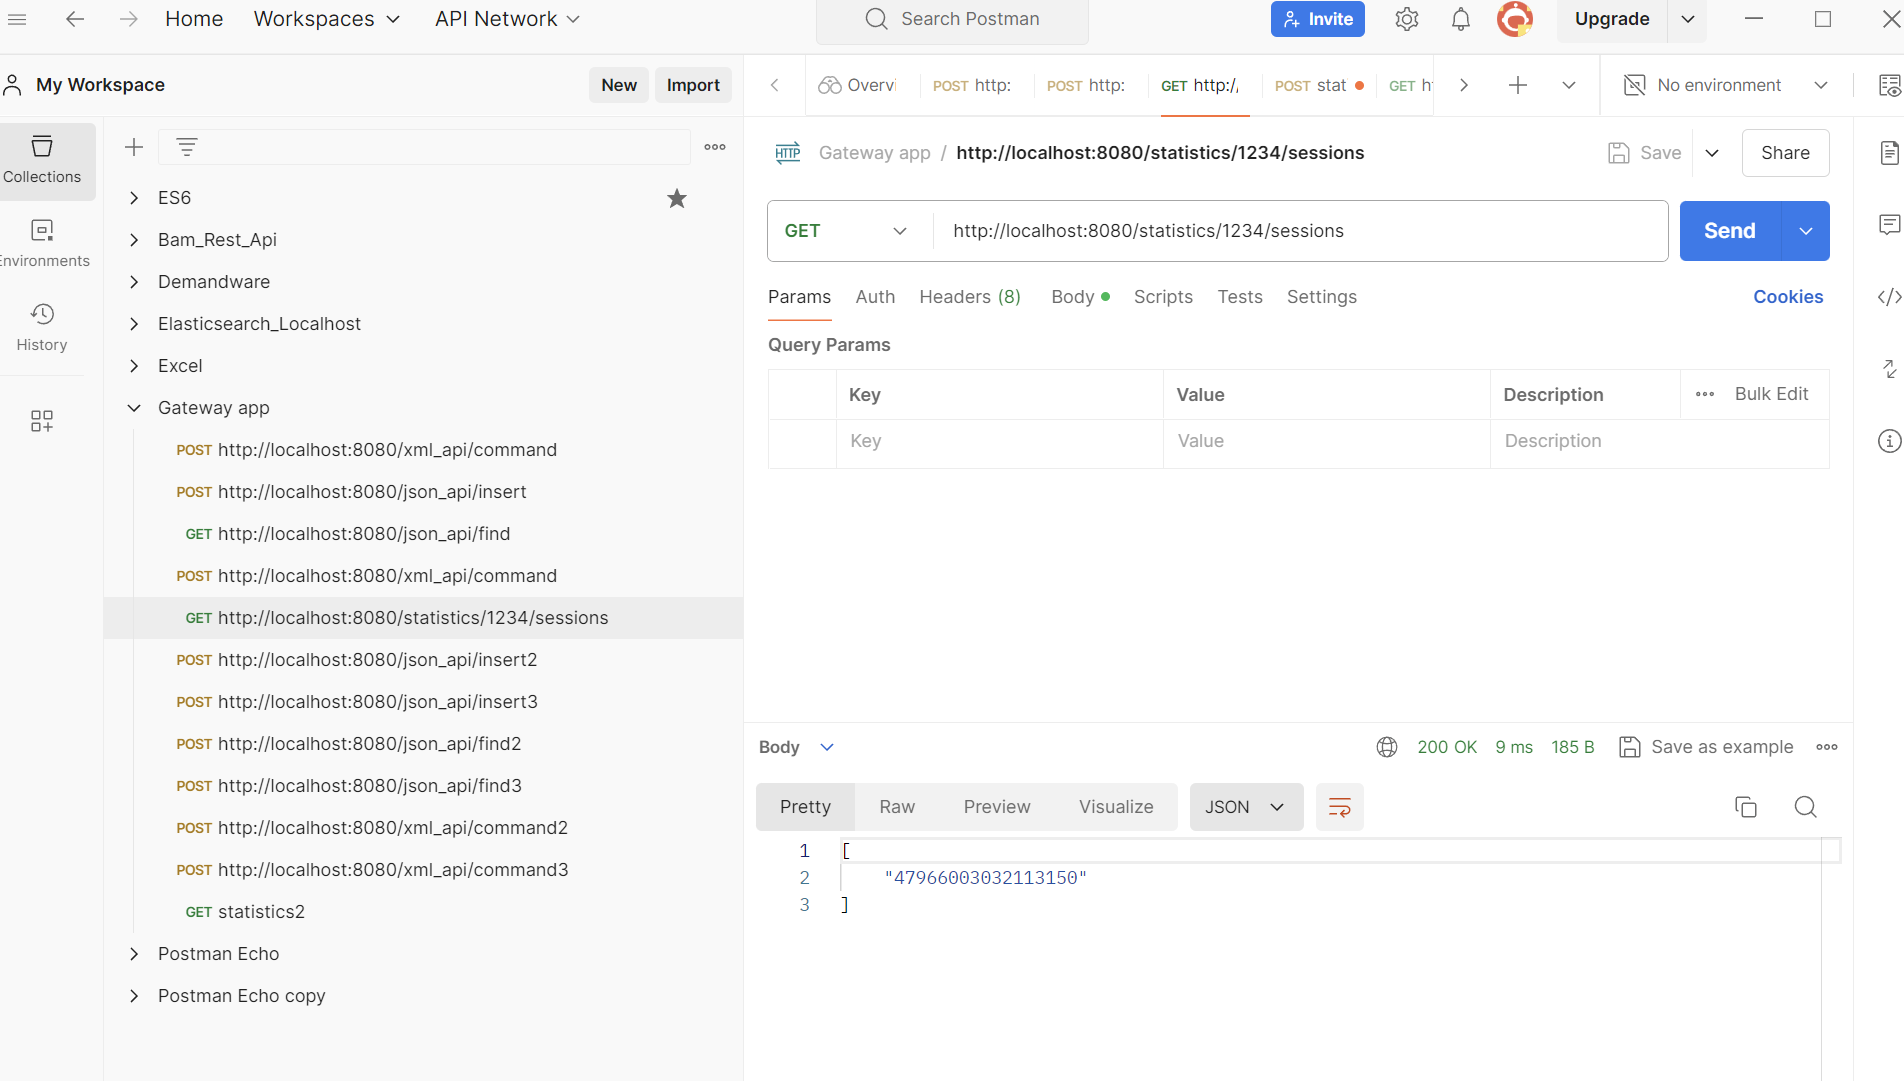 Home Workspaces API Network Search Postman Invite Upgrade
My Workspace New Import
Overvi POST http: POST http: GET http:/ POST stat GET ht No environment
Collections
Environments
History
ES6
Bam_Rest_Api
Demandware
Elasticsearch_Localhost
Excel
Gateway app
POST http://localhost:8080/xml_api/command
POST http://localhost:8080/json_api/insert
GET http://localhost:8080/json_api/find
POST http://localhost:8080/xml_api/command
GET http://localhost:8080/statistics/1234/sessions
POST http://localhost:8080/json_api/insert2
POST http://localhost:8080/json_api/insert3
POST http://localhost:8080/json_api/find2
POST http://localhost:8080/json_api/find3
POST http://localhost:8080/xml_api/command2
POST http://localhost:8080/xml_api/command3
GET statistics2
Postman Echo
Postman Echo copy
HTTP Gateway app / http://localhost:8080/statistics/1234/sessions Save Share
GET http://localhost:8080/statistics/1234/sessions Send
Params Auth Headers (8) Body Scripts Tests Settings Cookies
Query Params
Key Value Description Bulk Edit
Key Value Description
Body 200 OK 9 ms 185 B Save as example
Pretty Raw Preview Visualize JSON
1 [
2 "47966003032113150"
3 ]